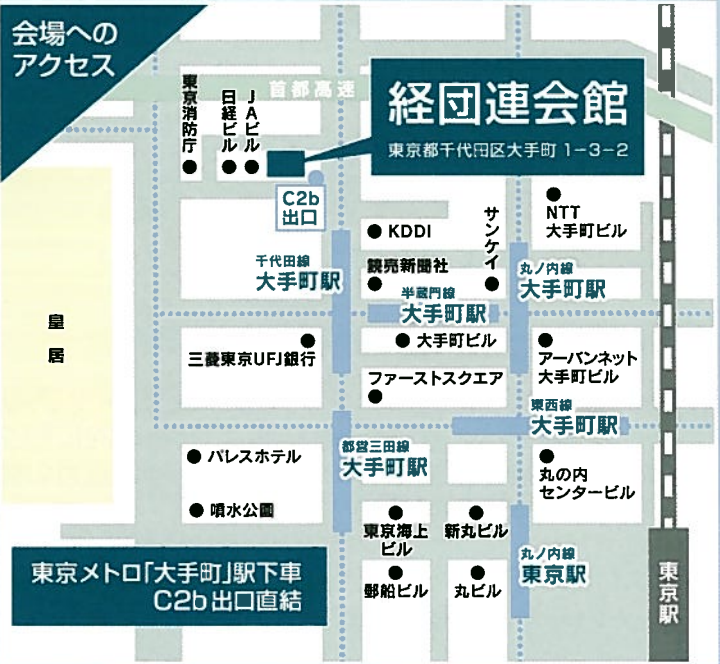 会場への
アクセス
首都高速
経団連会館
東京都千代田区大手町 1-3-2
東京消防庁
日経ビル
JAビル
C2b
出口
KDDI
サンケイ
NTT
大手町ビル
千代田線
大手町駅
読売新聞社
半蔵門線
大手町駅
丸ノ内線
大手町駅
皇居
三菱東京UFJ銀行
大手町ビル
アーバンネット
大手町ビル
ファーストスクエア
東西線
大手町駅
パレスホテル
都営三田線
大手町駅
丸の内
センタービル
噴水公園
東京海上
ビル
新丸ビル
丸ノ内線
東京駅
郵船ビル
丸ビル
東京駅
東京メトロ「大手町」駅下車
C2b出口直結